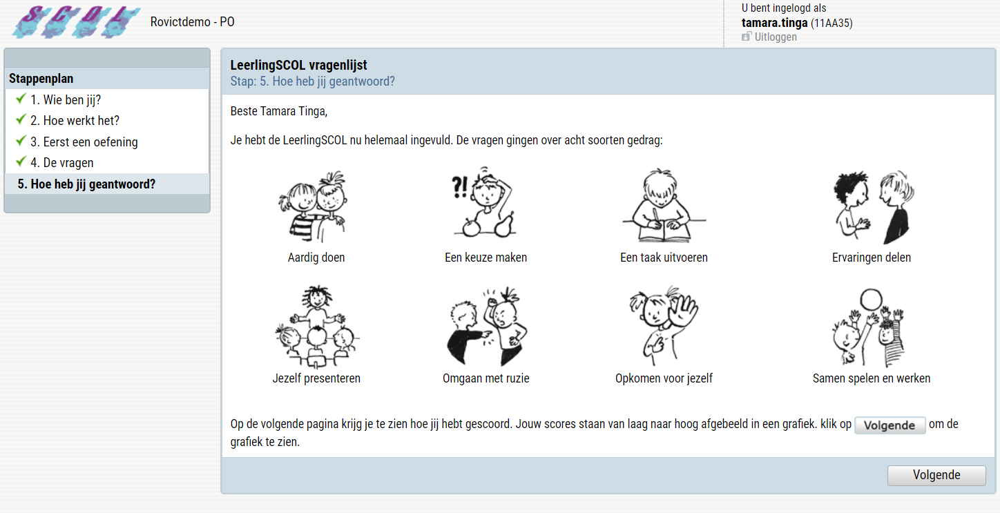 SCOL
Rovictdemo - PO
U bent ingelogd als
tamara.tinga (11AA35)
Uitloggen
Stappenplan
1. Wie ben jij?
2. Hoe werkt het?
3. Eerst een oefening
4. De vragen
5. Hoe heb jij geantwoord?
LeerlingSCOL vragenlijst
Stap: 5. Hoe heb jij geantwoord?
Beste Tamara Tinga,
Je hebt de LeerlingSCOL nu helemaal ingevuld. De vragen gingen over acht soorten gedrag:
?!
Aardig doen
Een keuze maken
Een taak uitvoeren
Ervaringen delen
Jezelf presenteren
Omgaan met ruzie
Opkomen voor jezelf
Samen spelen en werken
Op de volgende pagina krijg je te zien hoe jij hebt gescoord. Jouw scores staan van laag naar hoog afgebeeld in een grafiek. klik op Volgende om de
grafiek te zien.
Volgende